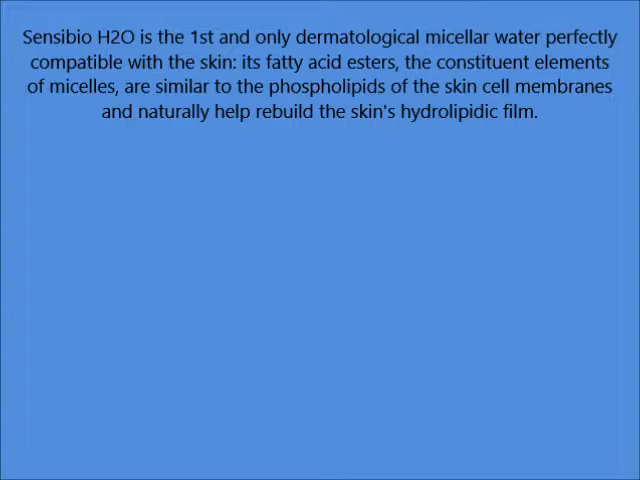 Sensibio H2O is the 1st and only dermatological micellar water perfectly
compatible with the skin: its fatty acid esters, the constituent elements
of micelles, are similar to the phospholipids of the skin cell membranes
and naturally help rebuild the skin's hydrolipidic film.